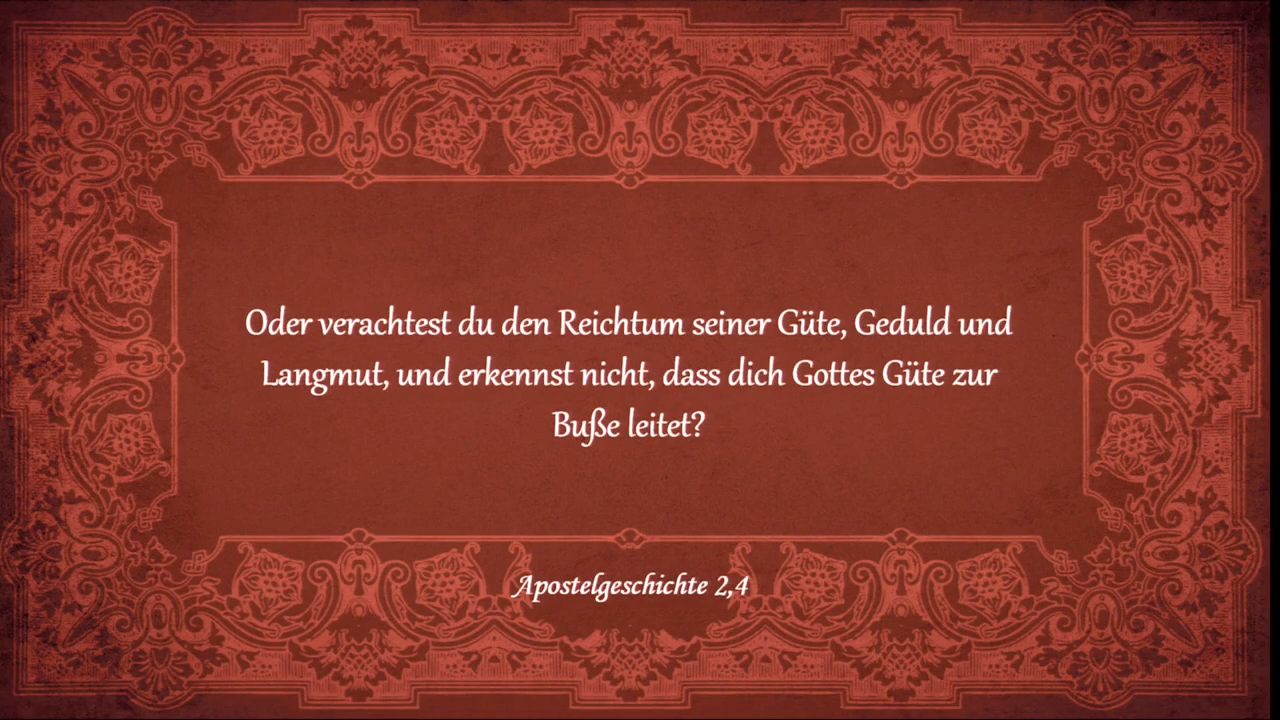 Oder verachtest du den Reichtum seiner Güte, Geduld und
Langmut, und erkennst nicht, dass dich Gottes Güte zur
Buße leitet?
Apostelgeschichte 2,4